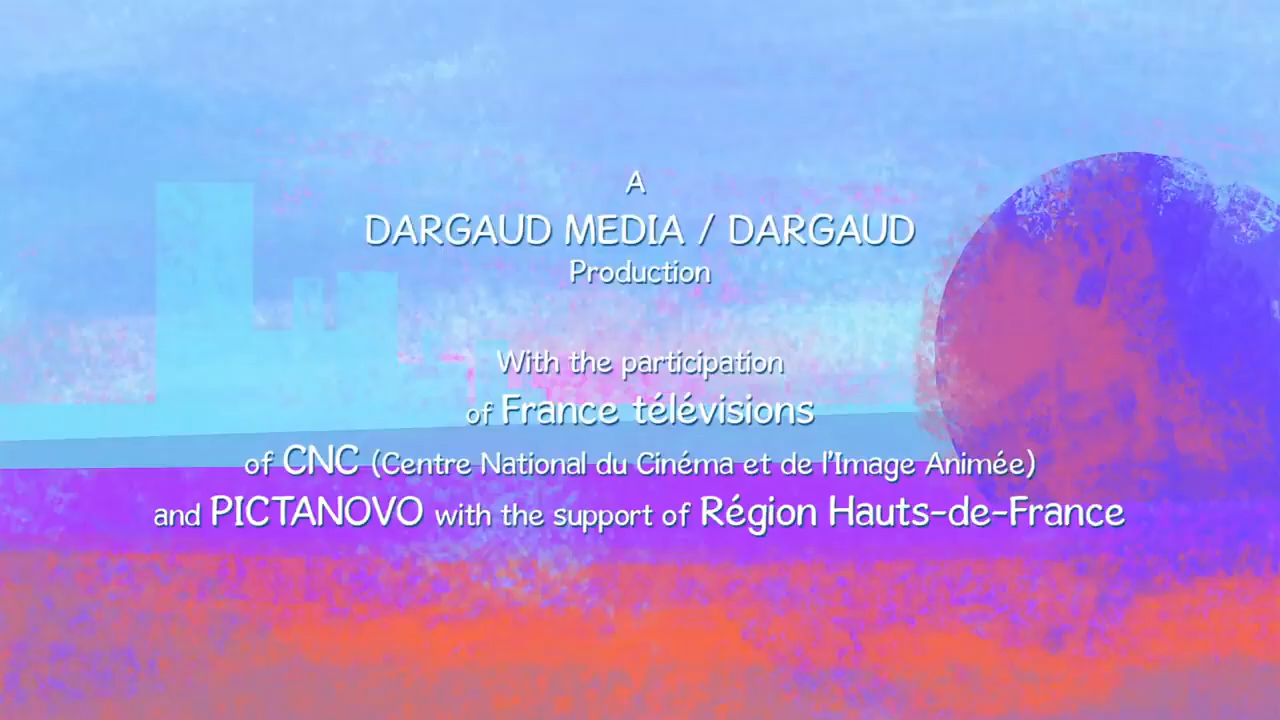 A
DARGAUD MEDIA / DARGAUD
Production
With the participation
of France télévisions
of CNC (Centre National du Cinéma et de l'Image Animée)
and PICTANOVO with the support of Région Hauts-de-France